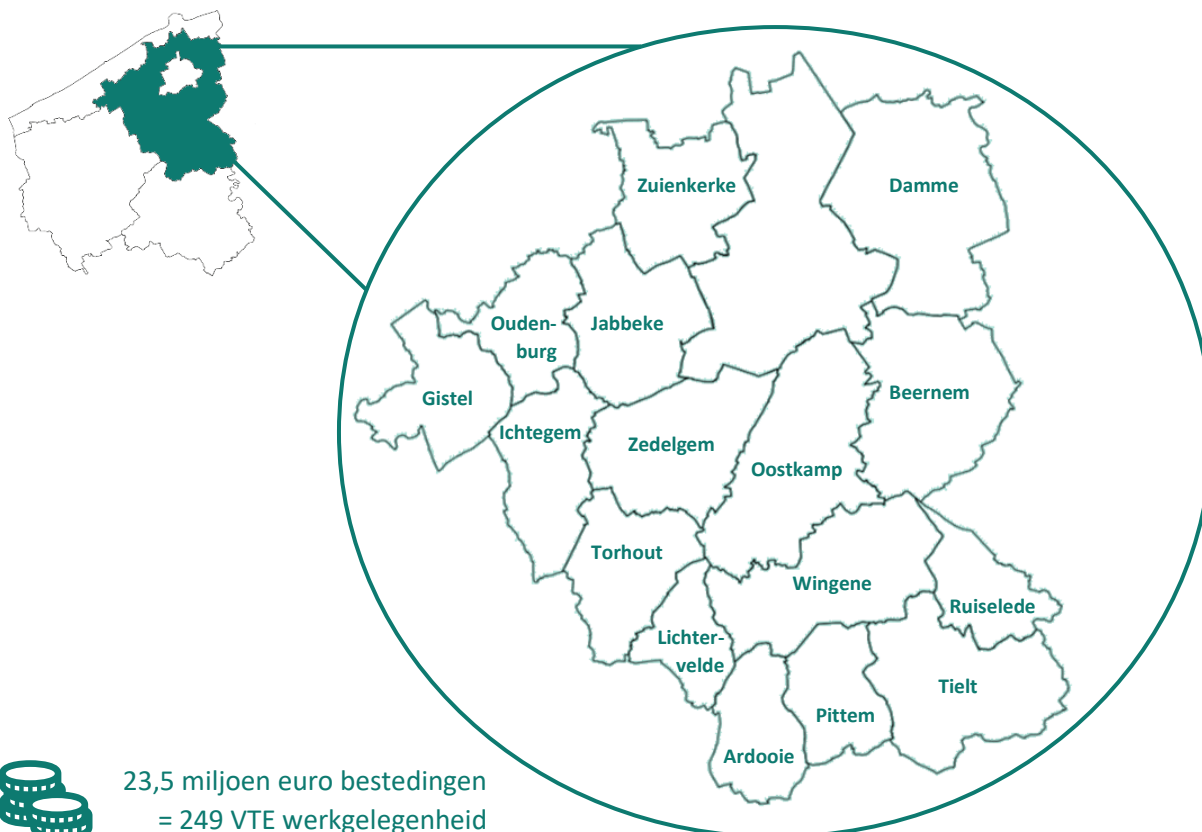 Zuienkerke
Damme
Ouden-
burg
Jabbeke
Gistel
Beernem
Ichtegem
Zedelgem
Oostkamp
Torhout
Wingene
Ruiselede
Lichter-
velde
Tielt
Pittem
Ardooie
23,5 miljoen euro bestedingen
= 249 VTE werkgelegenheid